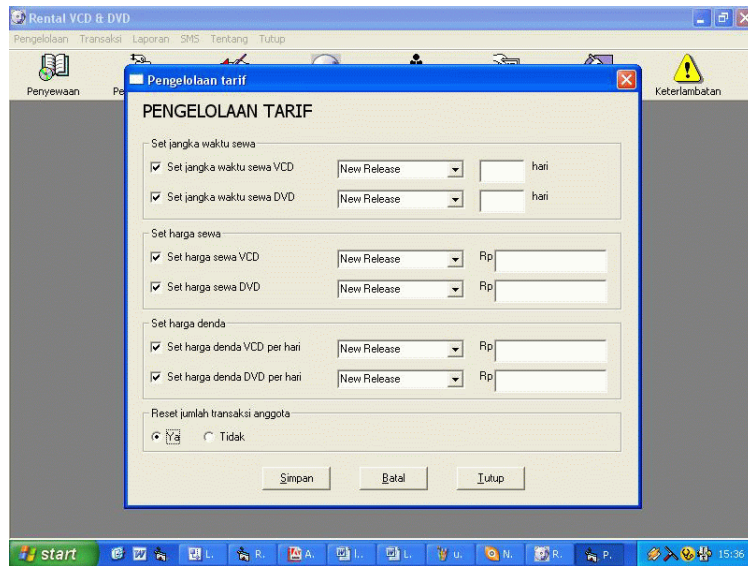 Rental VCD & DVD
Pengelolaan Transaksi Laporan SMS Tentang Tutup
Penyewaan Pe Keterlambatan
Pengelolaan tarif
PENGELOLAAN TARIF
Set jangka waktu sewa
Set jangka waktu sewa VCD New Release hari
Set jangka waktu sewa DVD New Release hari
Set harga sewa
Set harga sewa VCD New Release Rp
Set harga sewa DVD New Release Rp
Set harga denda
Set harga denda VCD per hari New Release Rp
Set harga denda DVD per hari New Release Rp
Reset jumlah transaksi anggota
Ya Tidak
Simpan Batal Tutup
start L. R. A. I.. L. u. N. R. P. 15:36